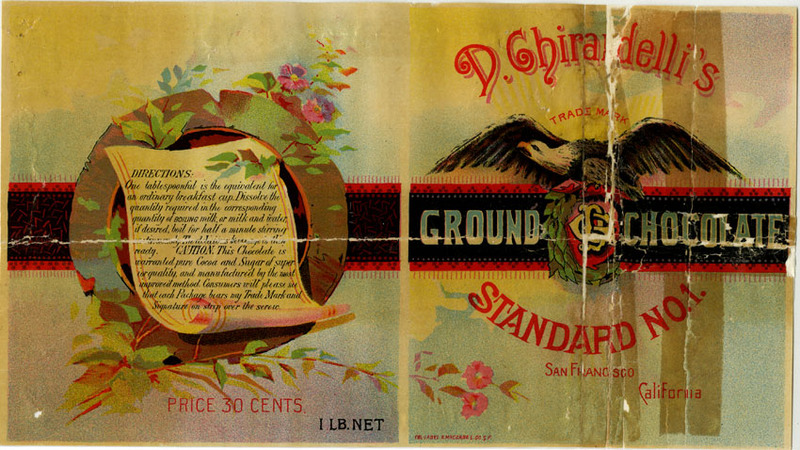 DIRECTIONS:
One tablespoonful is the equivalent for
an ordinary breakfast cup. Dissolve the
quantity required in the corresponding
quantity of boiling milk, or milk and water,
if desired, boil for half a minute stirring
ready. CAUTION. This Chocolate is
warranted pure Cocoa and Sugar of super
ior quality, and manufactured by the most
improved method. Consumers will please see
that each Package bears my Trade Mark and
Signature on strip over the screw.
PRICE 30 CENTS.
1 LB. NET
D. Ghirardelli's
TRADE MARK
GROUND CHOCOLATE
STANDARD NO. 1.
SAN FRANCISCO
California